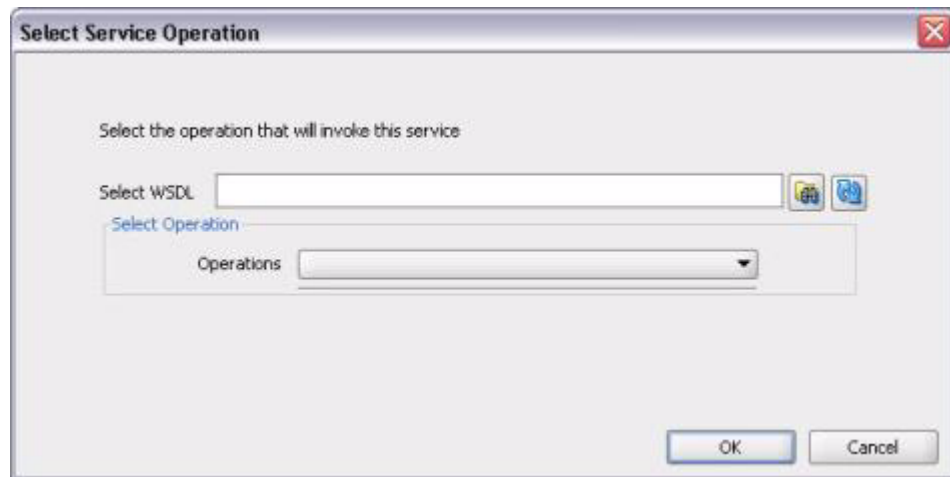 Select Service Operation
Select the operation that will invoke this service
Select WSDL
Select Operation
Operations
OK
Cancel